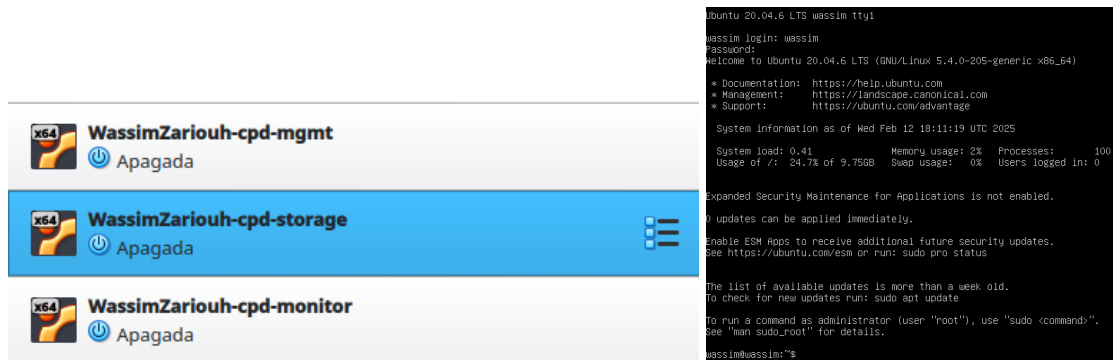 x64
WassimZariouh-cpd-mgmt
Apagada
x64
WassimZariouh-cpd-storage
Apagada
x64
WassimZariouh-cpd-monitor
Apagada
Ubuntu 20.04.6 LTS wassim tty1
wassim login: wassim
Password:
Welcome to Ubuntu 20.04.6 LTS (GNU/Linux 5.4.0-205-generic x86_64)
* Documentation: https://help.ubuntu.com
* Management: https://landscape.canonical.com
* Support: https://ubuntu.com/advantage
System information as of Wed Feb 12 18:11:19 UTC 2025
System load: 0.41 Memory usage: 2% Processes: 100
Usage of /: 24.7% of 9.75GB Swap usage: 0% Users logged in: 0
Expanded Security Maintenance for Applications is not enabled.
0 updates can be applied immediately.
Enable ESM Apps to receive additional future security updates.
See https://ubuntu.com/esm or run: sudo pro status
The list of available updates is more than a week old.
To check for new updates run: sudo apt update
To run a command as administrator (user "root"), use "sudo <command>".
See "man sudo_root" for details.
wassim@wassim:~$